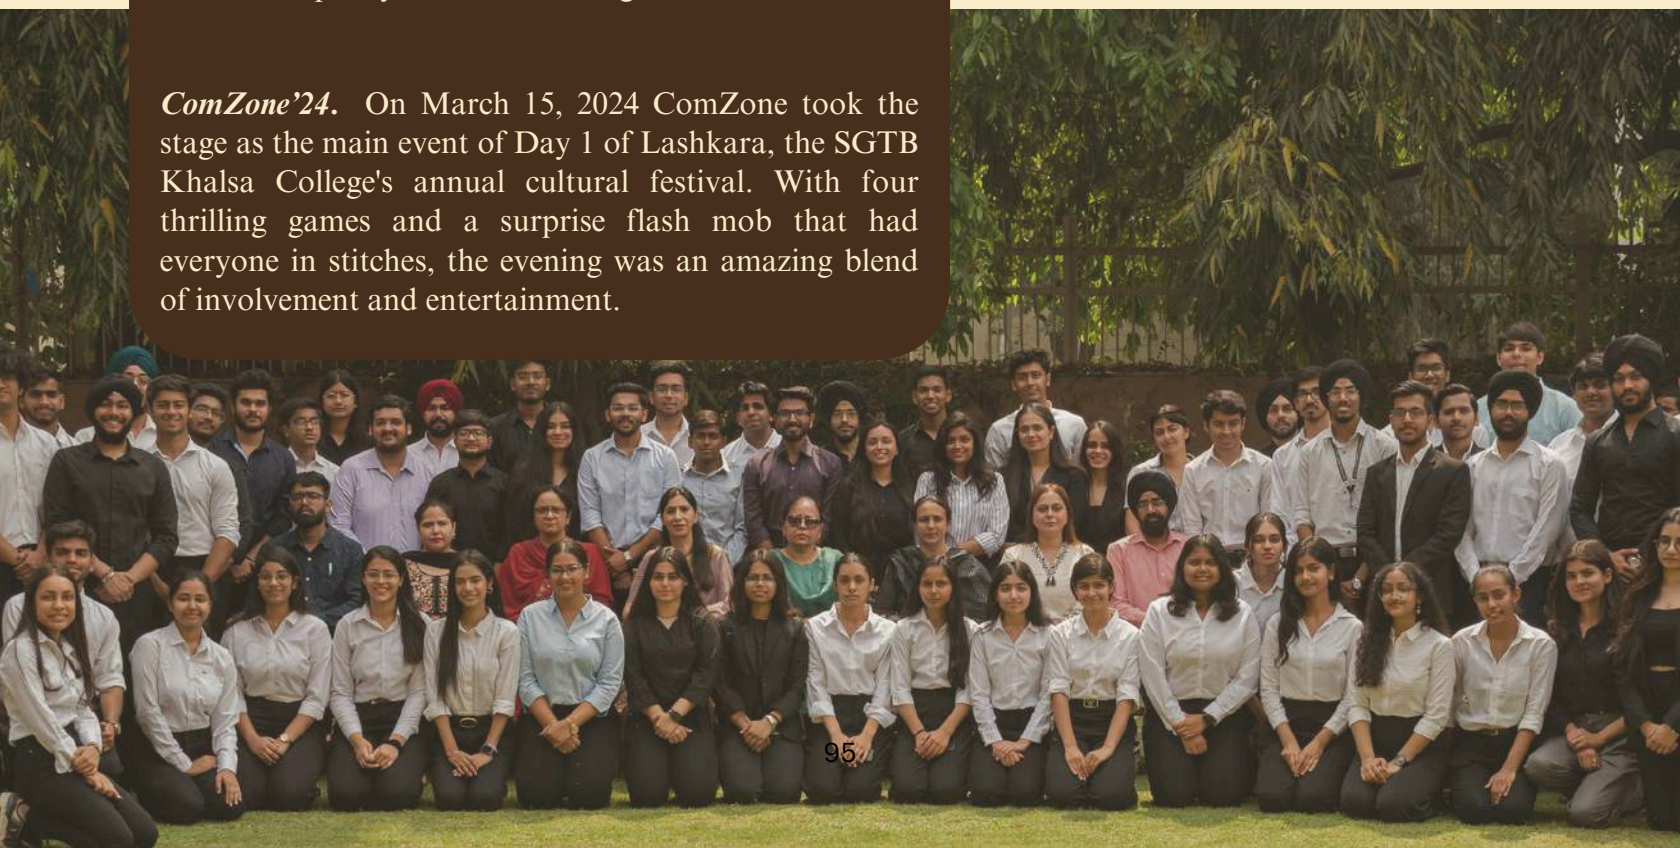 ComZone’24. On March 15, 2024 ComZone took the
stage as the main event of Day 1 of Lashkara, the SGTB
Khalsa College's annual cultural festival. With four
thrilling games and a surprise flash mob that had
everyone in stitches, the evening was an amazing blend
of involvement and entertainment.
95